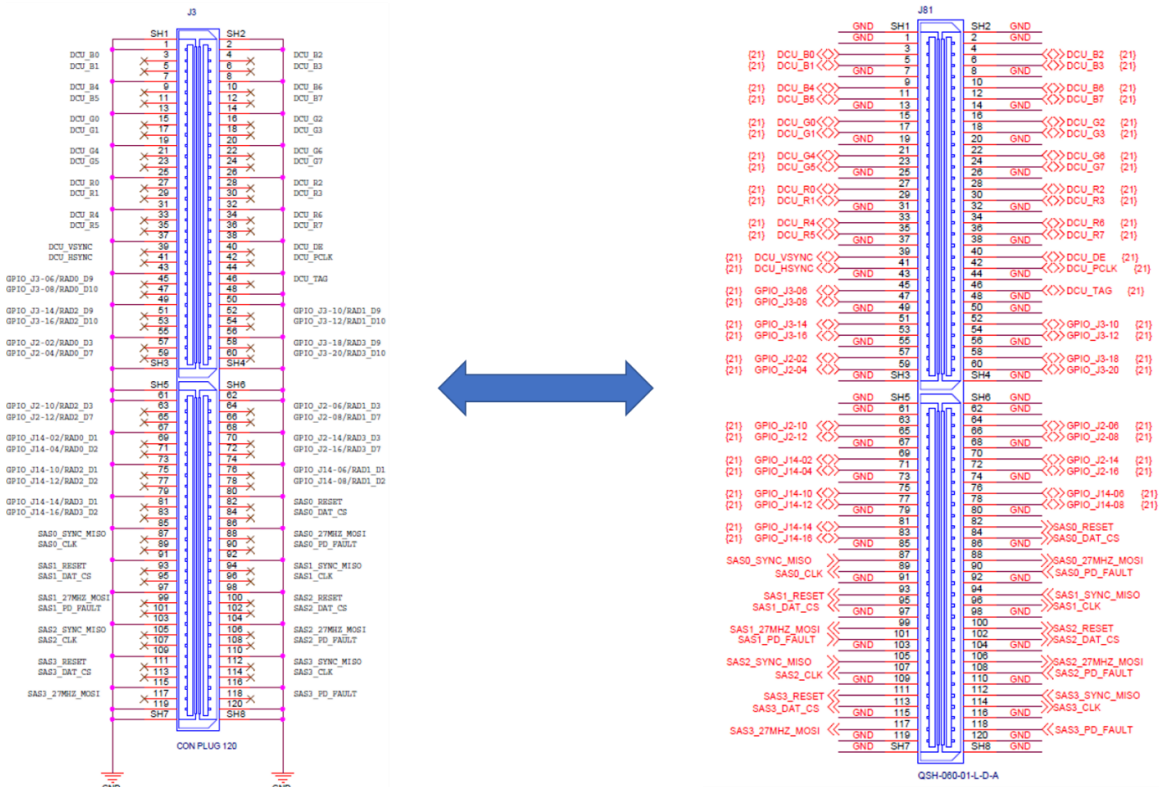 J3
SH1 SH2
1 2
DCU_B0 3 4 DCU_B2
DCU_B1 5 6 DCU_B3
7 8
DCU_B4 9 10 DCU_B6
DCU_B5 11 12 DCU_B7
13 14
DCU_G0 15 16 DCU_G2
DCU_G1 17 18 DCU_G3
19 20
DCU_G4 21 22 DCU_G6
DCU_G5 23 24 DCU_G7
25 26
DCU_R0 27 28 DCU_R2
DCU_R1 29 30 DCU_R3
31 32
DCU_R4 33 34 DCU_R6
DCU_R5 35 36 DCU_R7
37 38
DCU_VSYNC 39 40 DCU_DE
DCU_HSYNC 41 42 DCU_PCLK
43 44
GPIO_J3-06/RAD0_D9 45 46 DCU_TAG
GPIO_J3-08/RAD0_D10 47 48
49 50
GPIO_J3-14/RAD2_D9 51 52 GPIO_J3-10/RAD1_D9
GPIO_J3-16/RAD2_D10 53 54 GPIO_J3-12/RAD1_D10
55 56
GPIO_J2-02/RAD0_D3 57 58 GPIO_J3-18/RAD3_D9
GPIO_J2-04/RAD0_D7 59 60 GPIO_J3-20/RAD3_D10
SH3 SH4
SH5 SH6
61 62
GPIO_J2-10/RAD2_D3 63 64 GPIO_J2-06/RAD1_D3
GPIO_J2-12/RAD2_D7 65 66 GPIO_J2-08/RAD1_D7
67 68
GPIO_J14-02/RAD0_D1 69 70 GPIO_J2-14/RAD3_D3
GPIO_J14-04/RAD0_D2 71 72 GPIO_J2-16/RAD3_D7
73 74
GPIO_J14-10/RAD2_D1 75 76 GPIO_J14-06/RAD1_D1
GPIO_J14-12/RAD2_D2 77 78 GPIO_J14-08/RAD1_D2
79 80
GPIO_J14-14/RAD3_D1 81 82 SAS0_RESET
GPIO_J14-16/RAD3_D2 83 84 SAS0_DAT_CS
85 86
SAS0_SYNC_MISO 87 88 SAS0_27MHZ_MOSI
SAS0_CLK 89 90 SAS0_PD_FAULT
91 92
SAS1_RESET 93 94 SAS1_SYNC_MISO
SAS1_DAT_CS 95 96 SAS1_CLK
97 98
SAS1_27MHZ_MOSI 99 100 SAS2_RESET
SAS1_PD_FAULT 101 102 SAS2_DAT_CS
103 104
SAS2_SYNC_MISO 105 106 SAS2_27MHZ_MOSI
SAS2_CLK 107 108 SAS2_PD_FAULT
109 110
SAS3_RESET 111 112 SAS3_SYNC_MISO
SAS3_DAT_CS 113 114 SAS3_CLK
115 116
SAS3_27MHZ_MOSI 117 118 SAS3_PD_FAULT
119 120
SH7 SH8
CON PLUG 120
GND GND
J81
GND SH1 SH2 GND
GND 1 2 GND
{21} DCU_B0 3 4 DCU_B2 {21}
{21} DCU_B1 5 6 DCU_B3 {21}
GND 7 8 GND
{21} DCU_B4 9 10 DCU_B6 {21}
{21} DCU_B5 11 12 DCU_B7 {21}
GND 13 14 GND
{21} DCU_G0 15 16 DCU_G2 {21}
{21} DCU_G1 17 18 DCU_G3 {21}
GND 19 20 GND
{21} DCU_G4 21 22 DCU_G6 {21}
{21} DCU_G5 23 24 DCU_G7 {21}
GND 25 26 GND
{21} DCU_R0 27 28 DCU_R2 {21}
{21} DCU_R1 29 30 DCU_R3 {21}
GND 31 32 GND
{21} DCU_R4 33 34 DCU_R6 {21}
{21} DCU_R5 35 36 DCU_R7 {21}
GND 37 38 GND
{21} DCU_VSYNC 39 40 DCU_DE {21}
{21} DCU_HSYNC 41 42 DCU_PCLK {21}
GND 43 44 GND
{21} GPIO_J3-06 45 46 DCU_TAG {21}
{21} GPIO_J3-08 47 48 GND
GND 49 50 GND
{21} GPIO_J3-14 51 52 GPIO_J3-10 {21}
{21} GPIO_J3-16 53 54 GPIO_J3-12 {21}
GND 55 56 GND
{21} GPIO_J2-02 57 58 GPIO_J3-18 {21}
{21} GPIO_J2-04 59 60 GPIO_J3-20 {21}
GND SH3 SH4 GND
GND SH5 SH6 GND
GND 61 62 GND
{21} GPIO_J2-10 63 64 GPIO_J2-06 {21}
{21} GPIO_J2-12 65 66 GPIO_J2-08 {21}
GND 67 68 GND
{21} GPIO_J14-02 69 70 GPIO_J2-14 {21}
{21} GPIO_J14-04 71 72 GPIO_J2-16 {21}
GND 73 74 GND
{21} GPIO_J14-10 75 76 GPIO_J14-06 {21}
{21} GPIO_J14-12 77 78 GPIO_J14-08 {21}
GND 79 80 GND
{21} GPIO_J14-14 81 82 SAS0_RESET
{21} GPIO_J14-16 83 84 SAS0_DAT_CS
GND 85 86 GND
SAS0_SYNC_MISO 87 88 SAS0_27MHZ_MOSI
SAS0_CLK 89 90 SAS0_PD_FAULT
GND 91 92 GND
SAS1_RESET 93 94 SAS1_SYNC_MISO
SAS1_DAT_CS 95 96 SAS1_CLK
GND 97 98 GND
SAS1_27MHZ_MOSI 99 100 SAS2_RESET
SAS1_PD_FAULT 101 102 SAS2_DAT_CS
GND 103 104 GND
SAS2_SYNC_MISO 105 106 SAS2_27MHZ_MOSI
SAS2_CLK 107 108 SAS2_PD_FAULT
GND 109 110 GND
SAS3_RESET 111 112 SAS3_SYNC_MISO
SAS3_DAT_CS 113 114 SAS3_CLK
GND 115 116 GND
SAS3_27MHZ_MOSI 117 118 SAS3_PD_FAULT
GND 119 120 GND
GND SH7 SH8 GND
QSH-060-01-L-D-A